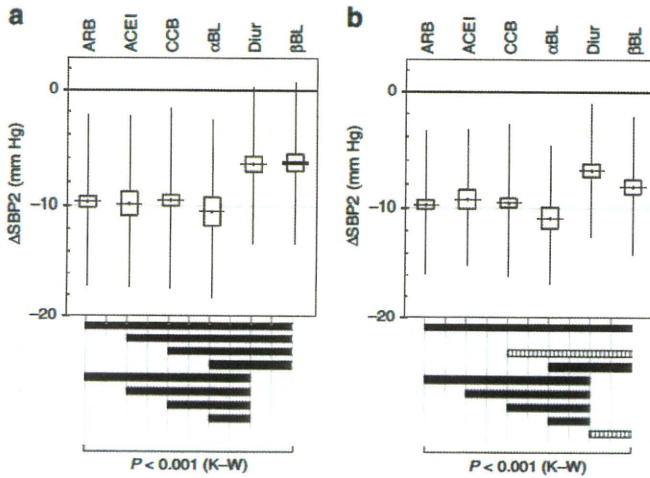 a
ARB
ACEI
CCB
αBL
Diur
βBL
ΔSBP2 (mm Hg)
0
−10
−20
P < 0.001 (K–W)
b
ARB
ACEI
CCB
αBL
Diur
βBL
ΔSBP2 (mm Hg)
0
−10
−20
P < 0.001 (K–W)